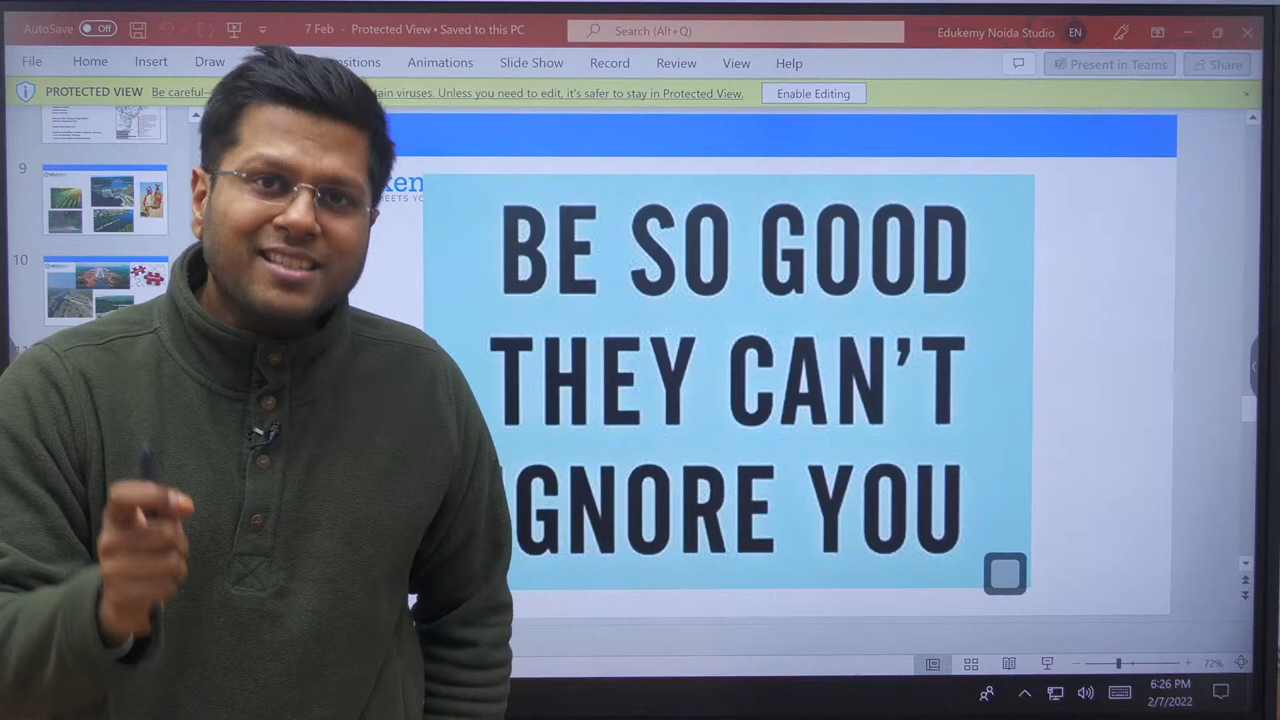 AutoSave Off
7 Feb - Protected View • Saved to this PC
Search (Alt+Q)
Edukemy Noida Studio EN
File Home Insert Draw Animations Slide Show Record Review View Help
Present in Teams Share
PROTECTED VIEW Be careful— viruses. Unless you need to edit, it's safer to stay in Protected View. Enable Editing
9
10
BE SO GOOD
THEY CAN'T
IGNORE YOU
72%
6:26 PM
2/7/2022